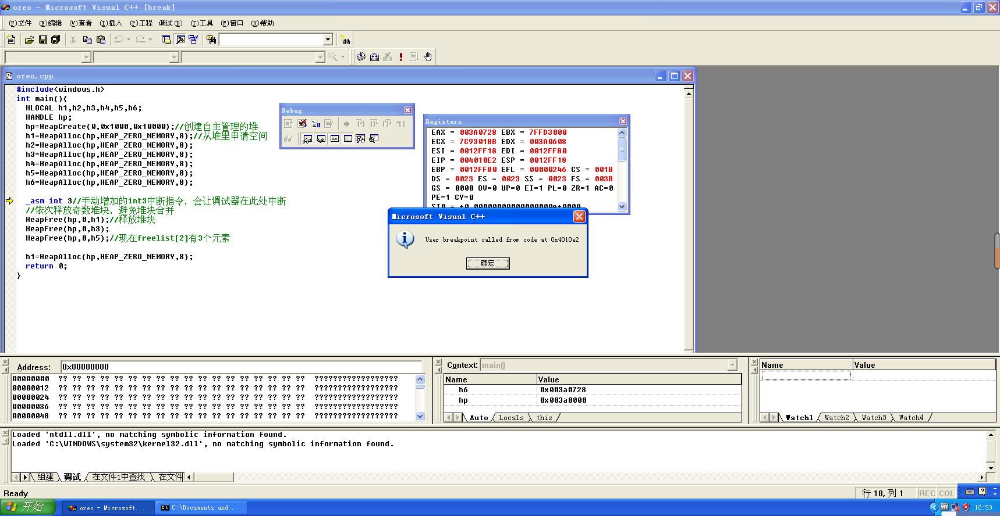 oreo - Microsoft Visual C++ [break]
(F)文件 (E)编辑 (V)查看 (I)插入 (P)工程 调试(D) (T)工具 (W)窗口 (H)帮助
oreo.cpp
#include<windows.h>
int main(){
HLOCAL h1,h2,h3,h4,h5,h6;
HANDLE hp;
hp=HeapCreate(0,0x1000,0x10000);//创建自主管理的堆
h1=HeapAlloc(hp,HEAP_ZERO_MEMORY,8);//从堆里申请空间
h2=HeapAlloc(hp,HEAP_ZERO_MEMORY,8);
h3=HeapAlloc(hp,HEAP_ZERO_MEMORY,8);
h4=HeapAlloc(hp,HEAP_ZERO_MEMORY,8);
h5=HeapAlloc(hp,HEAP_ZERO_MEMORY,8);
h6=HeapAlloc(hp,HEAP_ZERO_MEMORY,8);
_asm int 3//手动增加的int3中断指令，会让调试器在此处中断
//依次释放奇数堆块，避免堆块合并
HeapFree(hp,0,h1);//释放堆块
HeapFree(hp,0,h3);
HeapFree(hp,0,h5);//现在freelist[2]有3个元素
h1=HeapAlloc(hp,HEAP_ZERO_MEMORY,8);
return 0;
}
Debug
Registers
EAX = 003A0728 EBX = 7FFD3000
ECX = 7C9301BB EDX = 003A0608
ESI = 0012FF18 EDI = 0012FF80
EIP = 004010E2 ESP = 0012FF18
EBP = 0012FF80 EFL = 00000246 CS = 001B
DS = 0023 ES = 0023 SS = 0023 FS = 003B
GS = 0000 OV=0 UP=0 EI=1 PL=0 ZR=1 AC=0
PE=1 CY=0
ST0 = +0.00000000000000000e+0000
Microsoft Visual C++
User breakpoint called from code at 0x4010e2
确定
Address: 0x00000000
00000000 ?? ?? ?? ?? ?? ?? ?? ?? ?? ?? ?? ?? ?? ?? ?? ?? ?? ?? ??????????????????
00000012 ?? ?? ?? ?? ?? ?? ?? ?? ?? ?? ?? ?? ?? ?? ?? ?? ?? ?? ??????????????????
00000024 ?? ?? ?? ?? ?? ?? ?? ?? ?? ?? ?? ?? ?? ?? ?? ?? ?? ?? ??????????????????
00000036 ?? ?? ?? ?? ?? ?? ?? ?? ?? ?? ?? ?? ?? ?? ?? ?? ?? ?? ??????????????????
00000048 ?? ?? ?? ?? ?? ?? ?? ?? ?? ?? ?? ?? ?? ?? ?? ?? ?? ?? ??????????????????
Context: main()
Name Value
h6 0x003a0728
hp 0x003a0000
Auto Locals this
Name Value
Watch1 Watch2 Watch3 Watch4
Loaded 'ntdll.dll', no matching symbolic information found.
Loaded 'C:\WINDOWS\system32\kernel32.dll', no matching symbolic information found.
组建 调试 在文件1中查找 在文件
Ready
行 18,列 1 REC COL
开始 oreo - Microsoft... C:\Documents and... 16:53